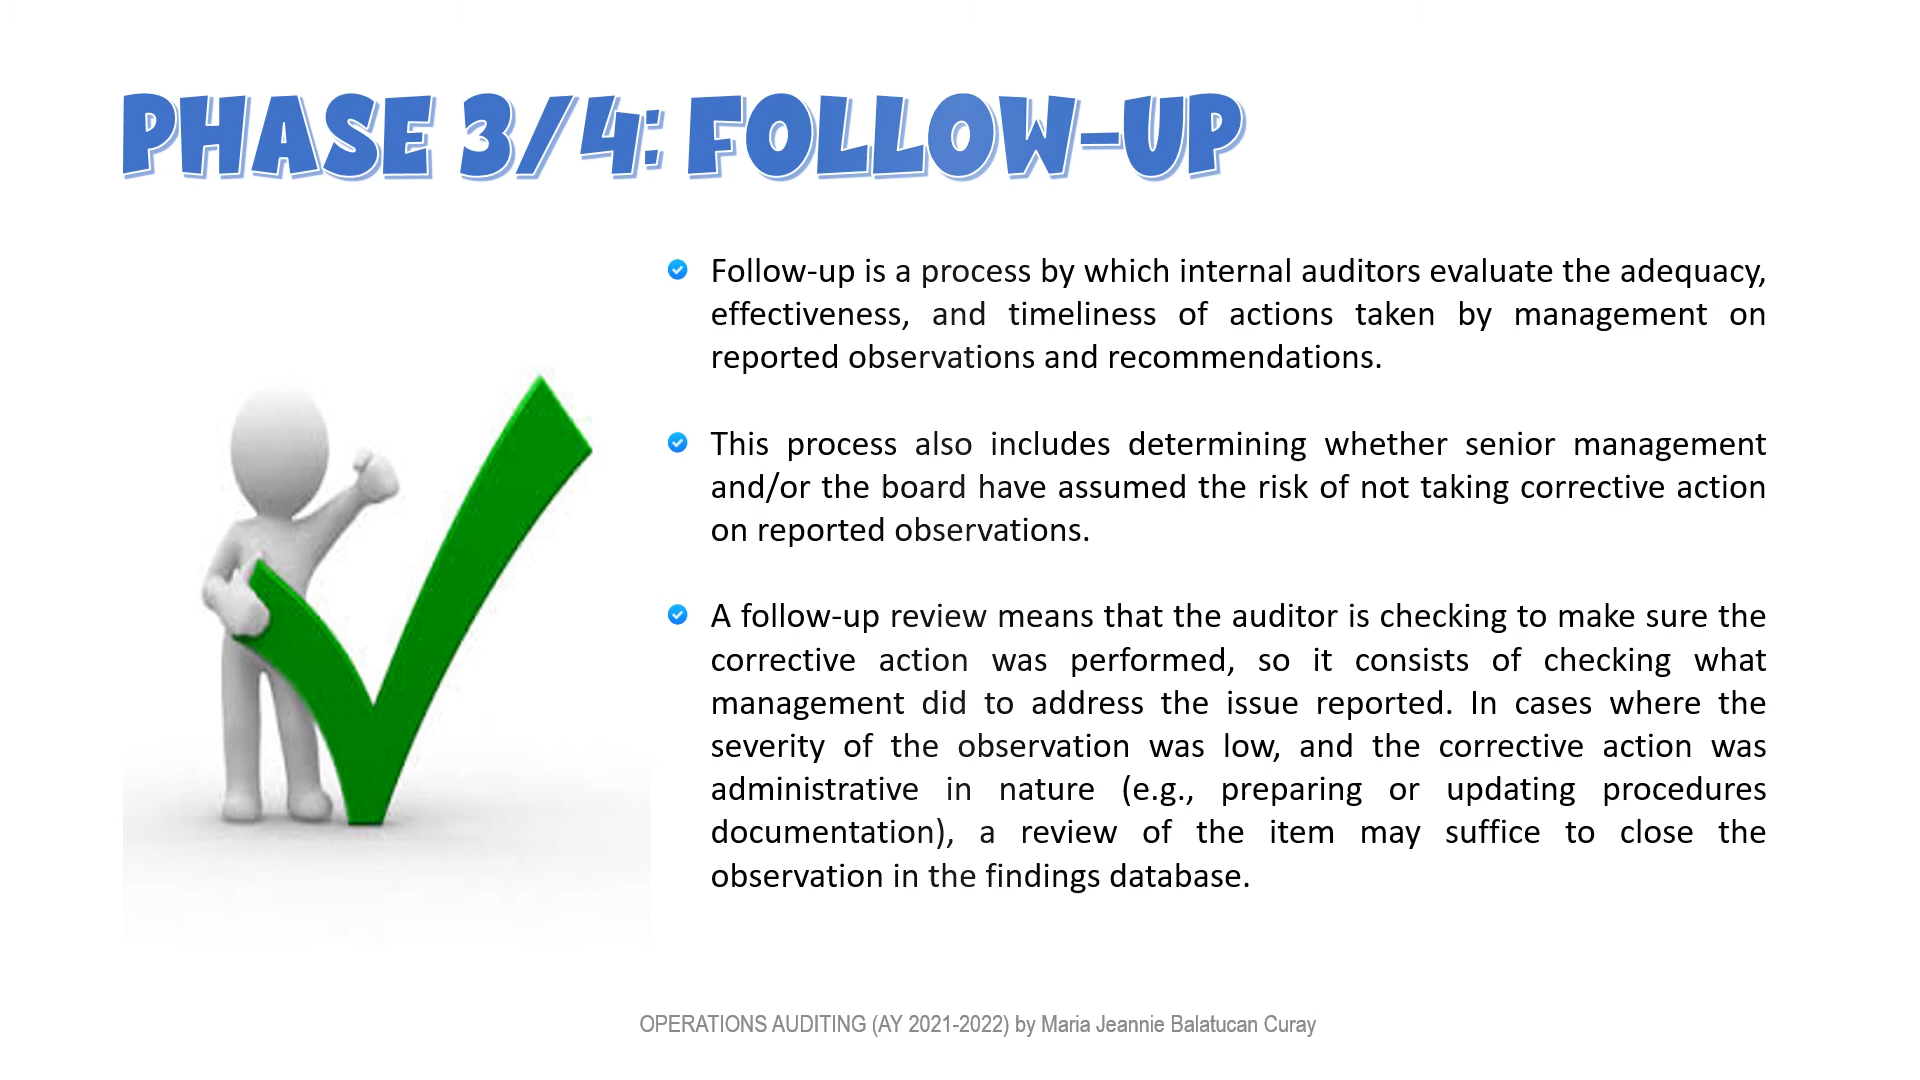 PHASE 3/4: FOLLOW-UP
Follow-up is a process by which internal auditors evaluate the adequacy,
effectiveness, and timeliness of actions taken by management on
reported observations and recommendations.
This process also includes determining whether senior management
and/or the board have assumed the risk of not taking corrective action
on reported observations.
A follow-up review means that the auditor is checking to make sure the
corrective action was performed, so it consists of checking what
management did to address the issue reported. In cases where the
severity of the observation was low, and the corrective action was
administrative in nature (e.g., preparing or updating procedures
documentation), a review of the item may suffice to close the
observation in the findings database.
OPERATIONS AUDITING (AY 2021-2022) by Maria Jeannie Balatucan Curay